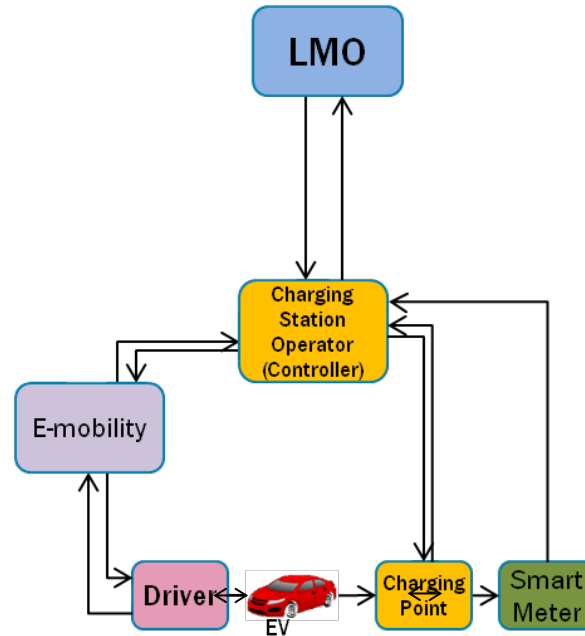 LMO
Charging
Station
Operator
(Controller)
E-mobility
Driver
EV
Charging
Point
Smart
Meter